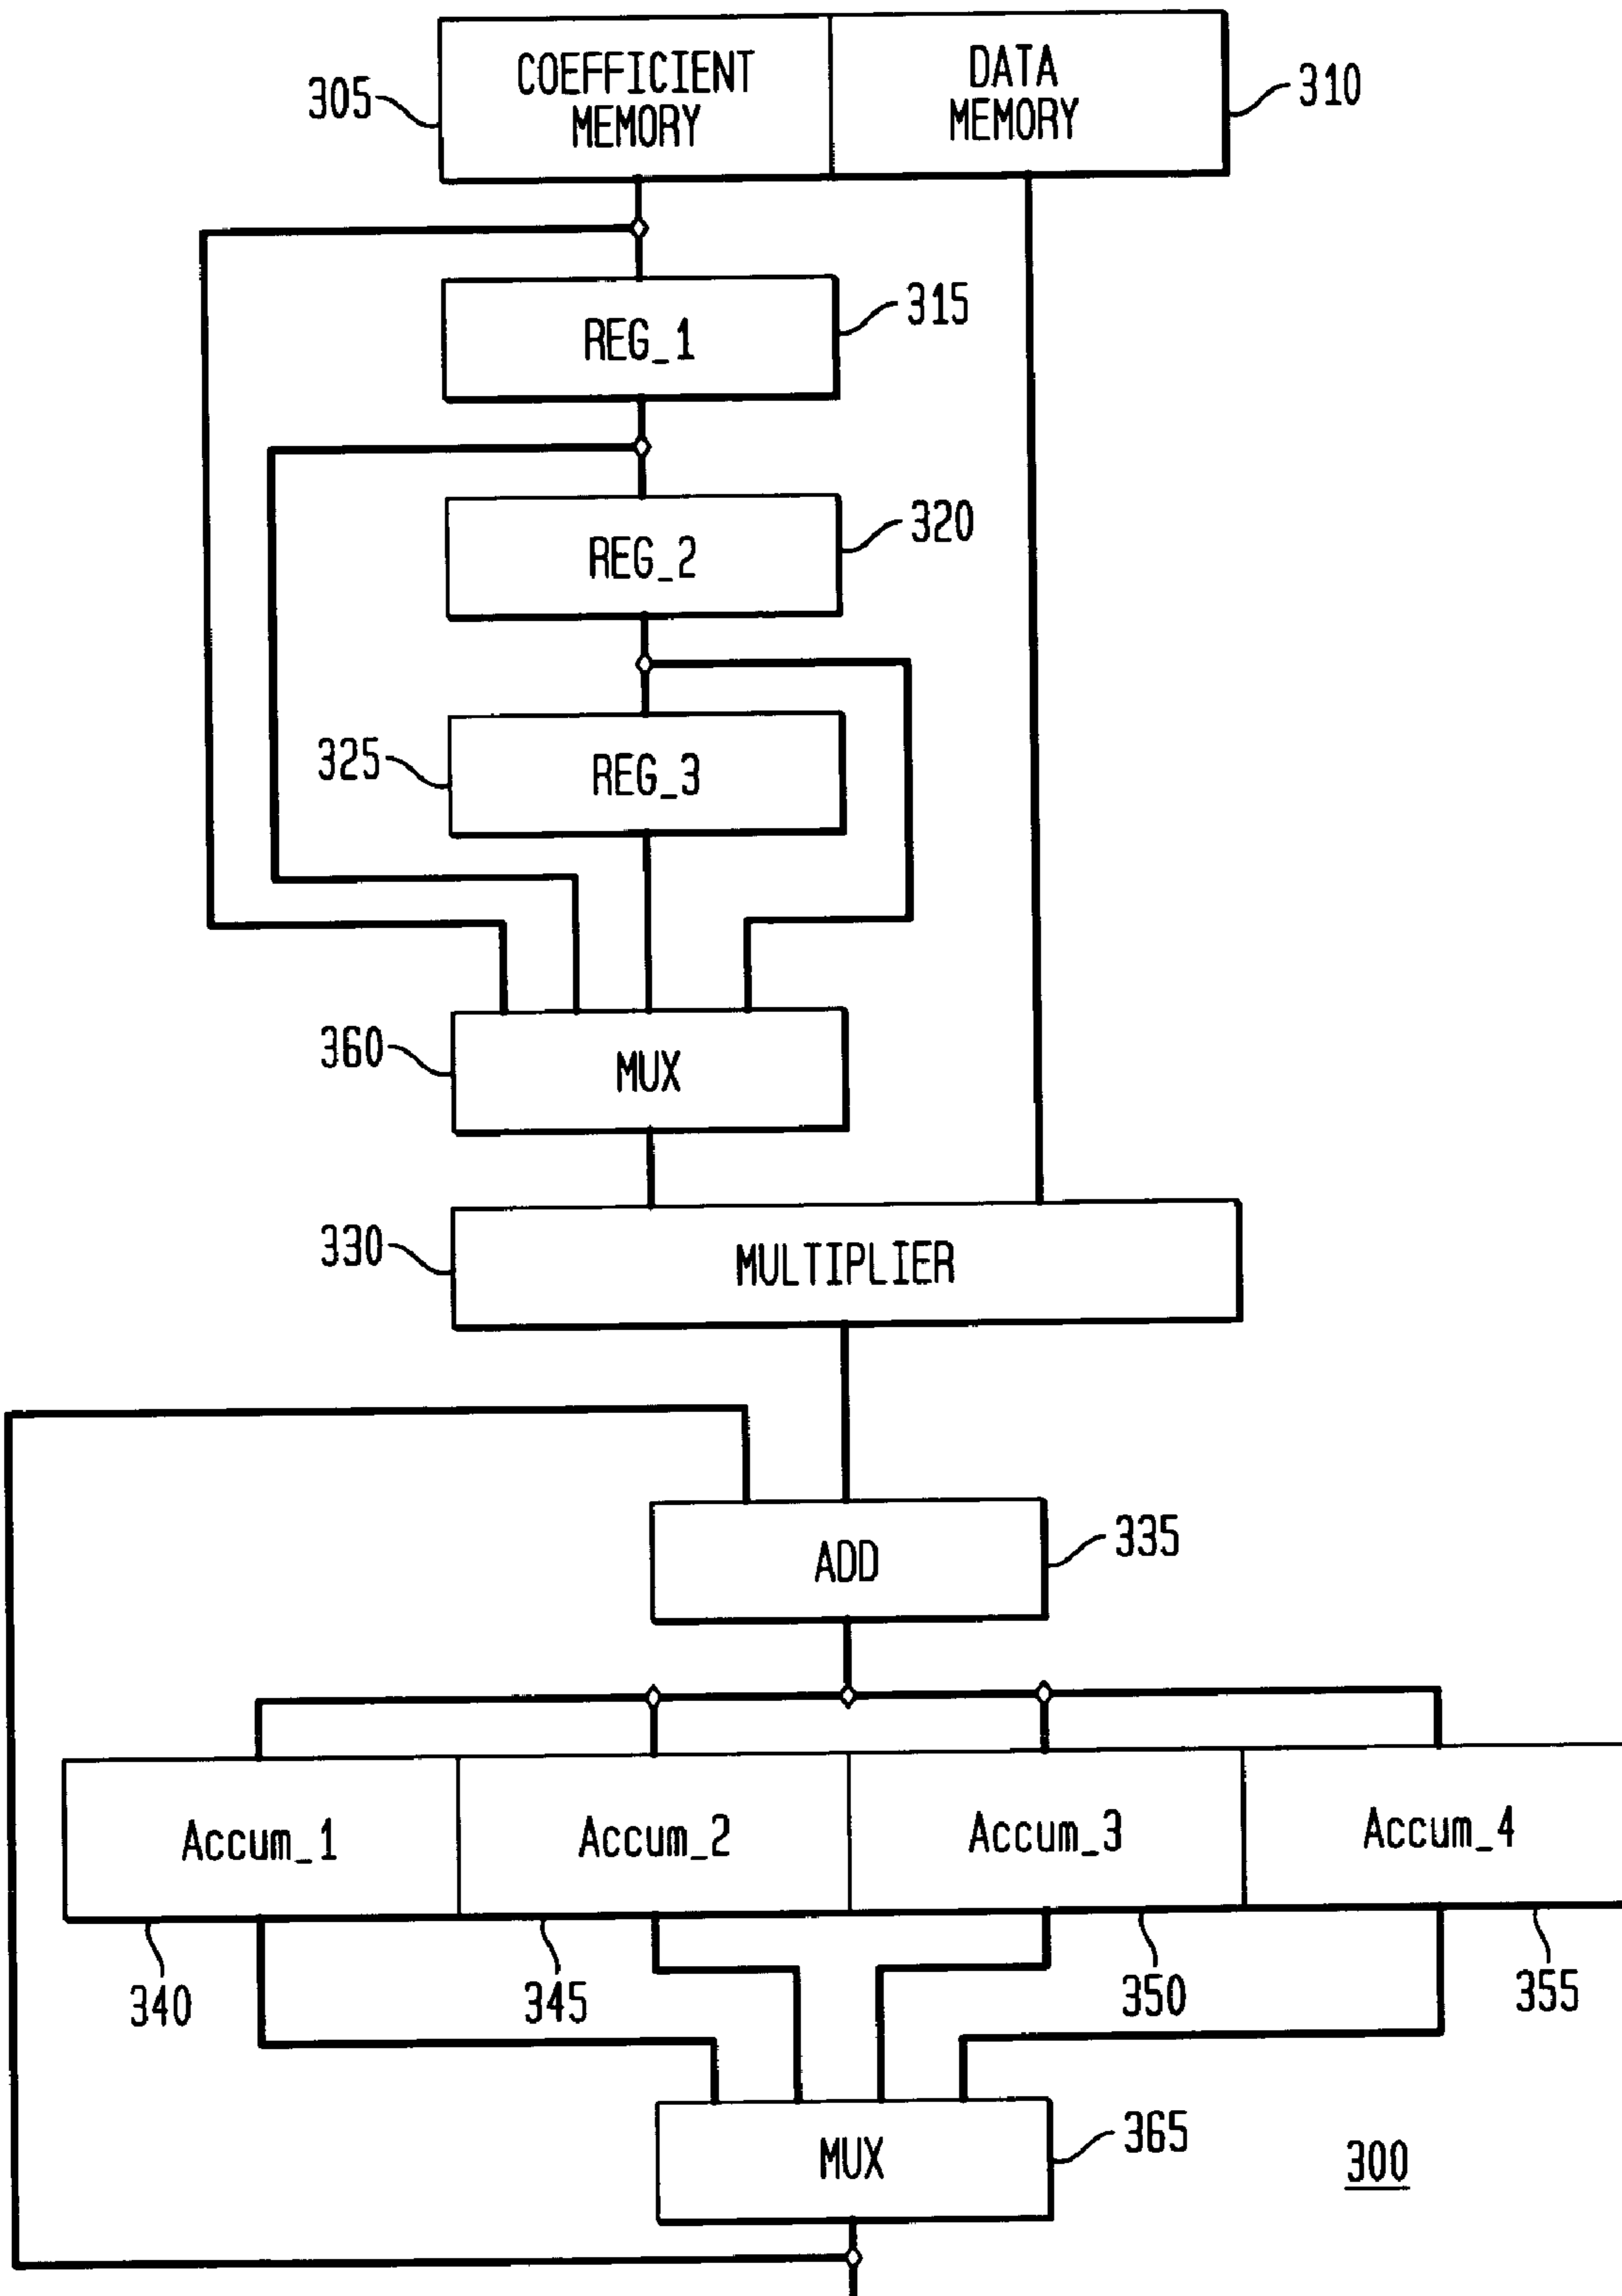 COEFFICIENT
MEMORY
DATA
MEMORY
305
310
REG_1
315
REG_2
320
REG_3
325
MUX
360
MULTIPLIER
330
ADD
335
Accum_1
Accum_2
Accum_3
Accum_4
340
345
350
355
MUX
365
300